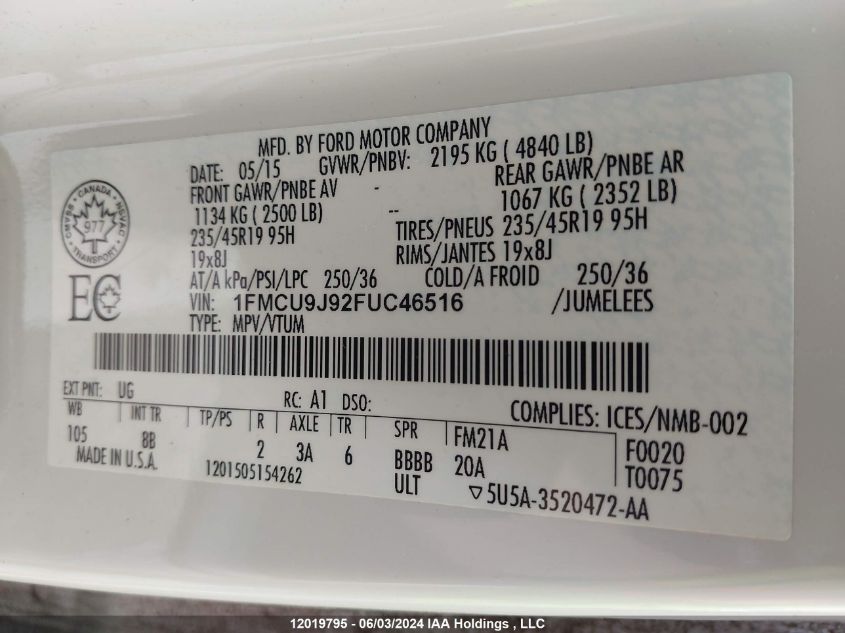 MFD. BY FORD MOTOR COMPANY
DATE: 05/15 GVWR/PNBV: 2195 KG ( 4840 LB)
FRONT GAWR/PNBE AV - REAR GAWR/PNBE AR
1134 KG ( 2500 LB) -- 1067 KG ( 2352 LB)
235/45R19 95H TIRES/PNEUS 235/45R19 95H
19x8J RIMS/JANTES 19x8J
AT/A kPa/PSI/LPC 250/36 COLD/A FROID 250/36
VIN: 1FMCU9J92FUC46516 /JUMELEES
TYPE: MPV/VTUM
CANADA
CMVSS NSVAC
977
TRANSPORT
EC
EXT PNT: UG RC: A1 DSO: COMPLIES: ICES/NMB-002
WB INT TR TP/PS R AXLE TR SPR FM21A F0020
105 8B 2 3A 6 BBBB 20A T0075
MADE IN U.S.A. 1201505154262 ULT ▽5U5A-3520472-AA
12019795 - 06/03/2024 IAA Holdings , LLC